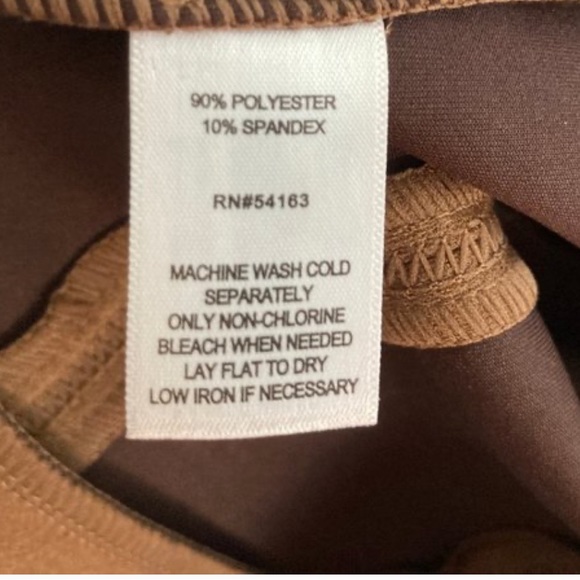 90% POLYESTER
10% SPANDEX
RN#54163
MACHINE WASH COLD
SEPARATELY
ONLY NON-CHLORINE
BLEACH WHEN NEEDED
LAY FLAT TO DRY
LOW IRON IF NECESSARY